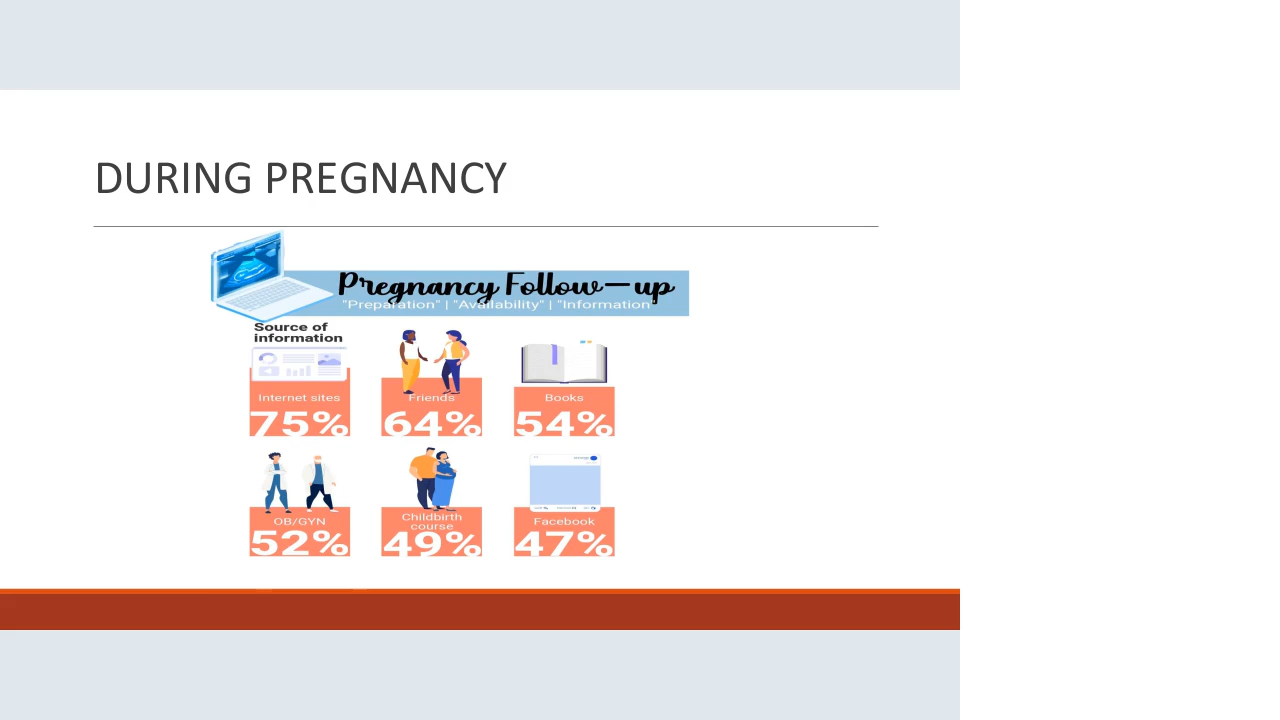 DURING PREGNANCY
Pregnancy Follow-up
"Preparation" | "Availability" | "Information"
Source of
information
Internet sites
75%
Friends
64%
Books
54%
OB/GYN
52%
Childbirth
course
49%
Facebook
47%